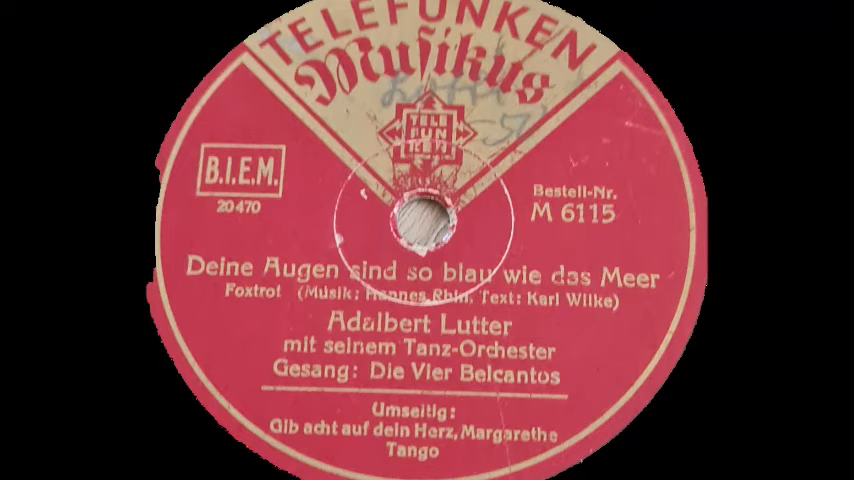 TELEFUNKEN
Musikus
TELE
FUN
KEN
B.I.E.M.
20470
Bestell-Nr.
M 6115
Deine Augen sind so blau wie das Meer
Foxtrot (Musik: Hannes Text: Karl Wilke)
Adalbert Lutter
mit seinem Tanz-Orchester
Gesang: Die Vier Belcantos
Umseitig:
Gib acht auf dein Herz, Margarethe
Tango